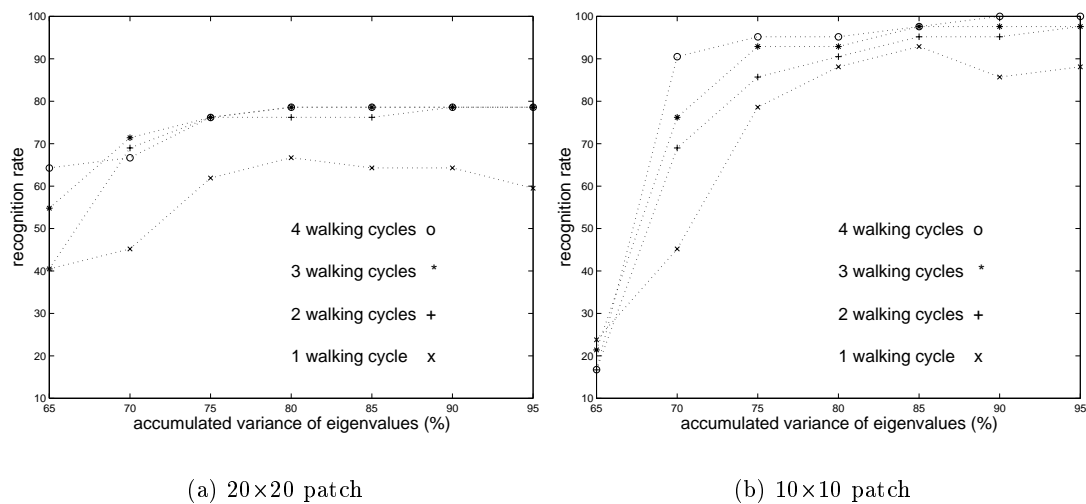 100
90
80
70
60
50
40
30
20
10
recognition rate
4 walking cycles o
3 walking cycles *
2 walking cycles +
1 walking cycle x
65 70 75 80 85 90 95
accumulated variance of eigenvalues (%)
(a) 20×20 patch
100
90
80
70
60
50
40
30
20
10
recognition rate
4 walking cycles o
3 walking cycles *
2 walking cycles +
1 walking cycle x
65 70 75 80 85 90 95
accumulated variance of eigenvalues (%)
(b) 10×10 patch